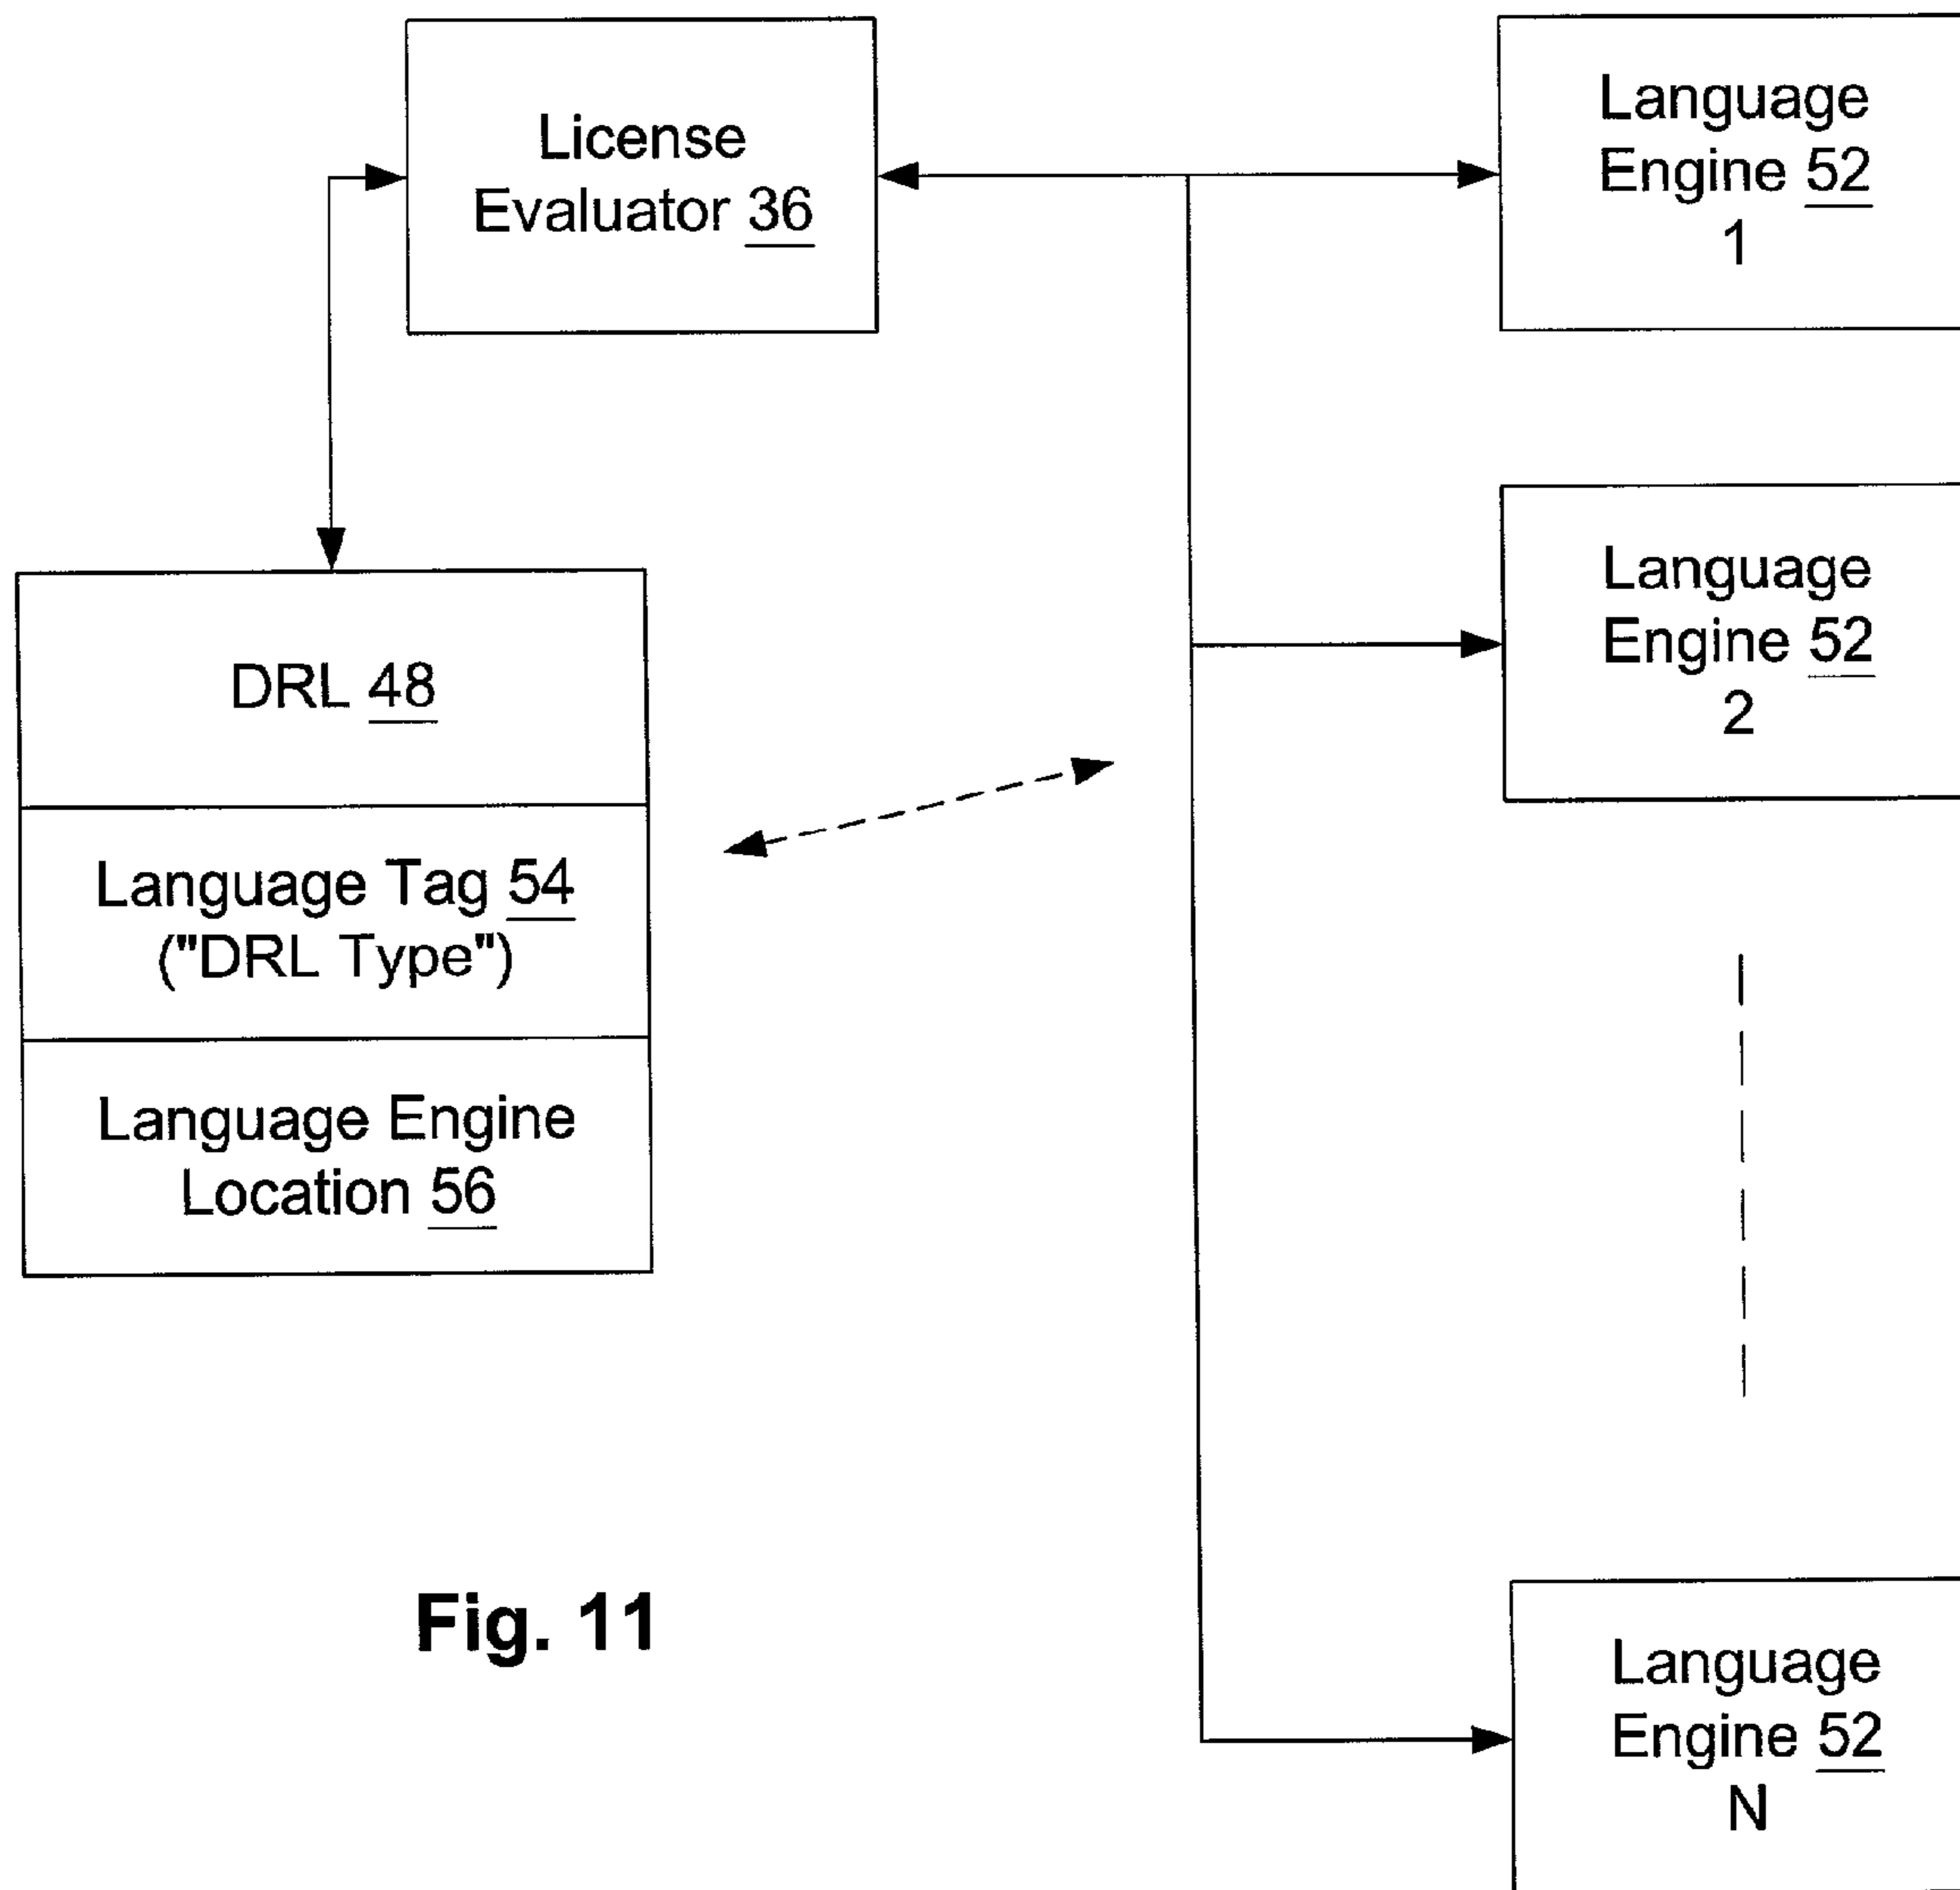 License
Evaluator 36
Language
Engine 52
1
Language
Engine 52
2
DRL 48
Language Tag 54
("DRL Type")
Language Engine
Location 56
Language
Engine 52
N
Fig. 11